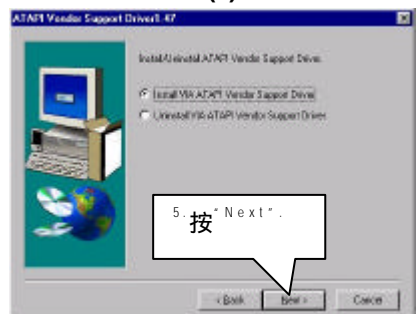 ATAPI Vendor Support Driver1.47
Install/Uninstall ATAPI Vendor Support Driver.
Install VIA ATAPI Vendor Support Driver
Uninstall VIA ATAPI Vendor Support Driver
5. 按 "Next".
< Back
Next >
Cancel